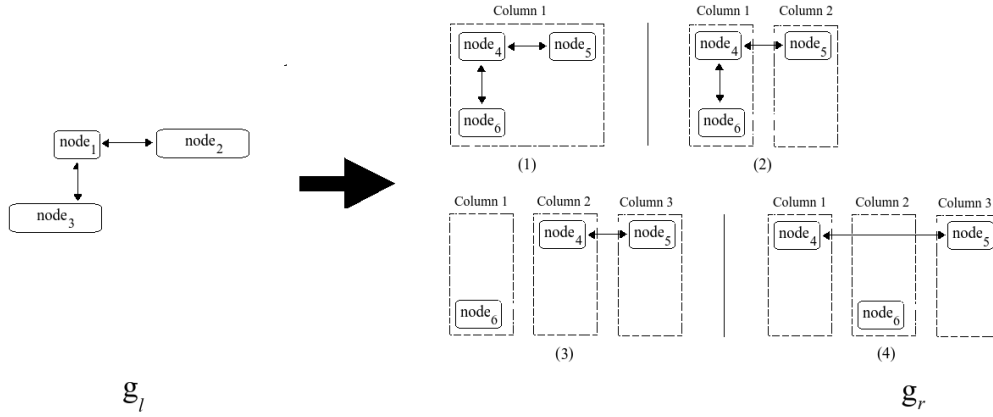 Column 1
Column 1 Column 2
node4 node5
node4 node5
node6
node6
(1)
(2)
node1 node2
node3
Column 1 Column 2 Column 3
Column 1 Column 2 Column 3
node4 node5
node4 node5
node6
node6
(3)
(4)
gl
gr